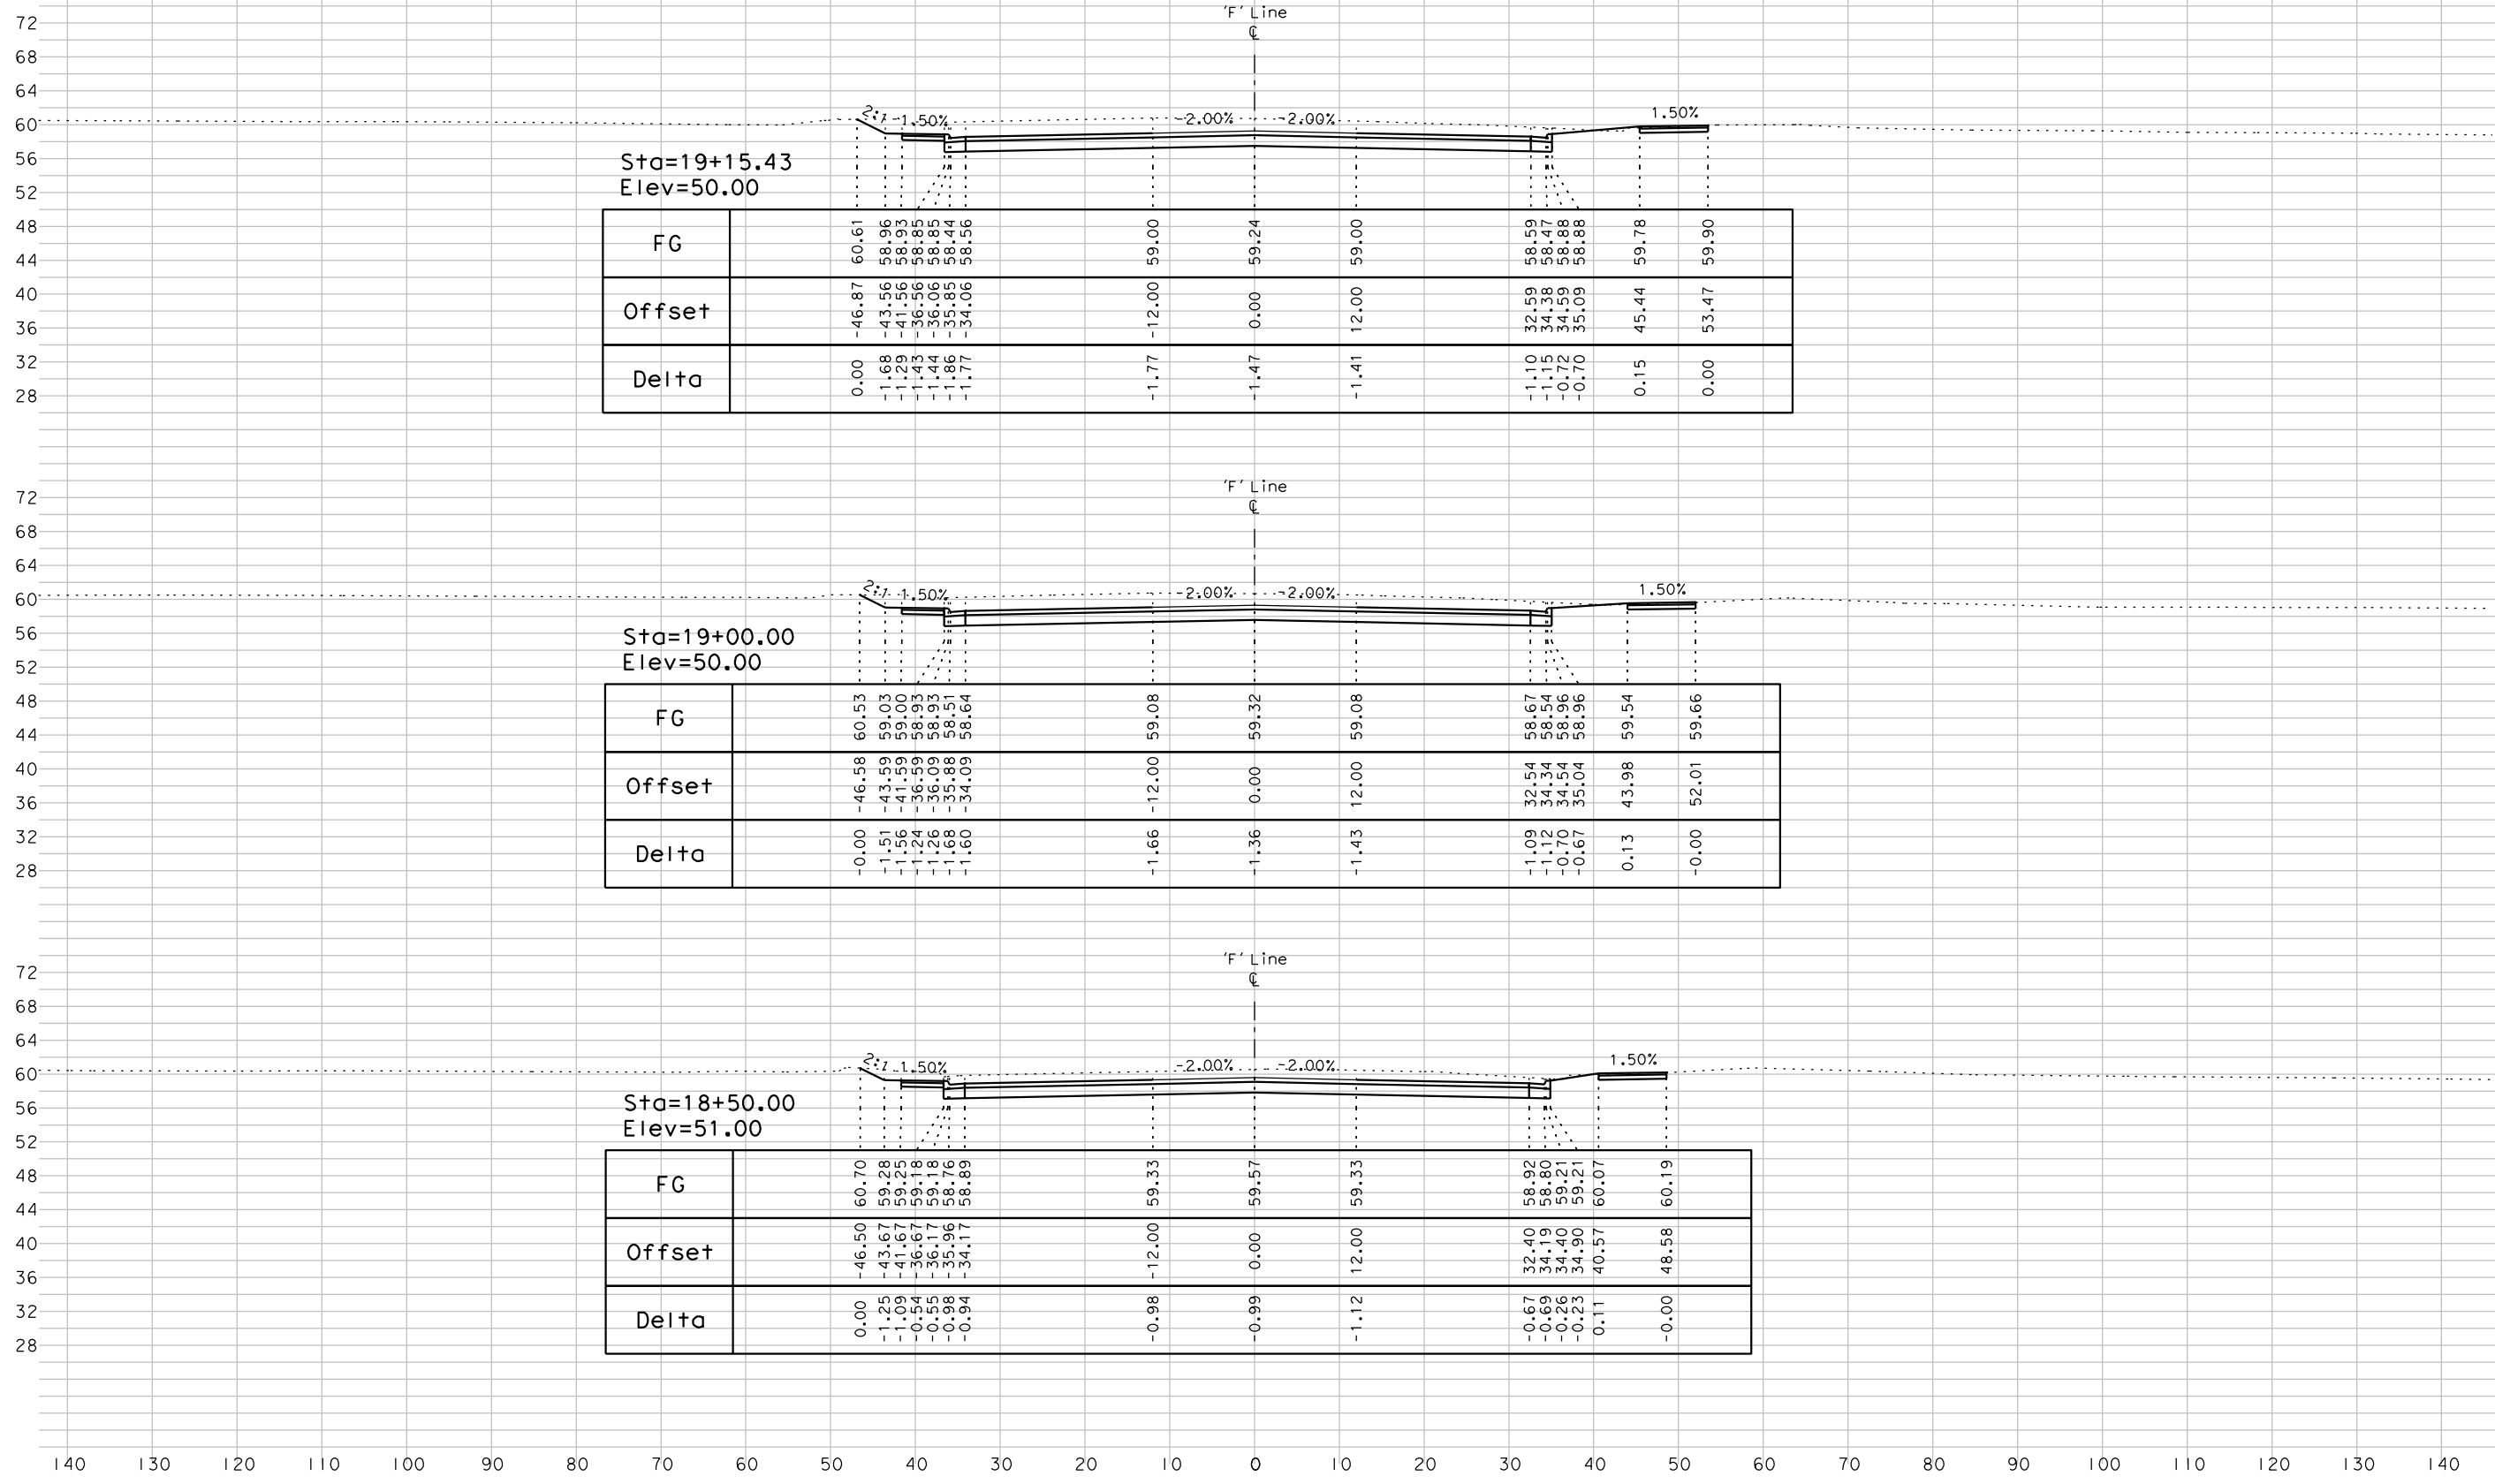 'F' Line
℄
72
68
64
60
56
52
48
44
40
36
32
28
2:1
-1.50%
-2.00%
-2.00%
1.50%
Sta=19+15.43
Elev=50.00
FG 60.61 58.96 58.93 58.85 58.85 58.44 58.56 59.00 59.24 59.00 58.59 58.47 58.88 58.88 59.78 59.90
Offset -46.87 -43.56 -41.56 -36.56 -36.06 -35.85 -34.06 -12.00 0.00 12.00 32.59 34.38 34.59 35.09 45.44 53.47
Delta 0.00 -1.68 -1.29 -1.43 -1.44 -1.86 -1.77 -1.77 -1.47 -1.41 -1.10 -1.15 -0.72 -0.70 0.15 0.00
'F' Line
℄
72
68
64
60
56
52
48
44
40
36
32
28
2:1
1.50%
-2.00%
-2.00%
1.50%
Sta=19+00.00
Elev=50.00
FG 60.53 59.03 59.00 58.93 58.93 58.51 58.64 59.08 59.32 59.08 58.67 58.54 58.96 58.96 59.54 59.66
Offset -46.58 -43.59 -41.59 -36.59 -36.09 -35.88 -34.09 -12.00 0.00 12.00 32.54 34.34 34.54 35.04 43.98 52.01
Delta -0.00 -1.51 -1.56 -1.24 -1.26 -1.68 -1.60 -1.66 -1.36 -1.43 -1.09 -1.12 -0.70 -0.67 0.13 -0.00
'F' Line
℄
72
68
64
60
56
52
48
44
40
36
32
28
2:1
1.50%
-2.00%
-2.00%
1.50%
Sta=18+50.00
Elev=51.00
FG 60.70 59.28 59.25 59.18 59.18 58.76 58.89 59.33 59.57 59.33 58.92 58.80 59.21 59.21 60.07 60.19
Offset -46.50 -43.67 -41.67 -36.67 -36.17 -35.96 -34.17 -12.00 0.00 12.00 32.40 34.19 34.40 34.90 40.57 48.58
Delta 0.00 -1.25 -1.09 -0.54 -0.55 -0.98 -0.94 -0.98 -0.99 -1.12 -0.67 -0.69 -0.26 -0.23 0.11 -0.00
140 130 120 110 100 90 80 70 60 50 40 30 20 10 0 10 20 30 40 50 60 70 80 90 100 110 120 130 140